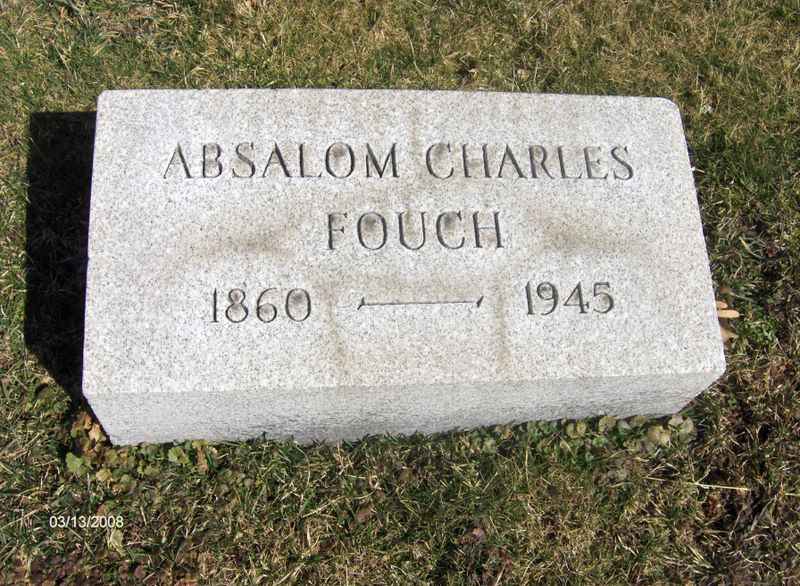 ABSALOM CHARLES
FOUCH
1860 — 1945
03/13/2008